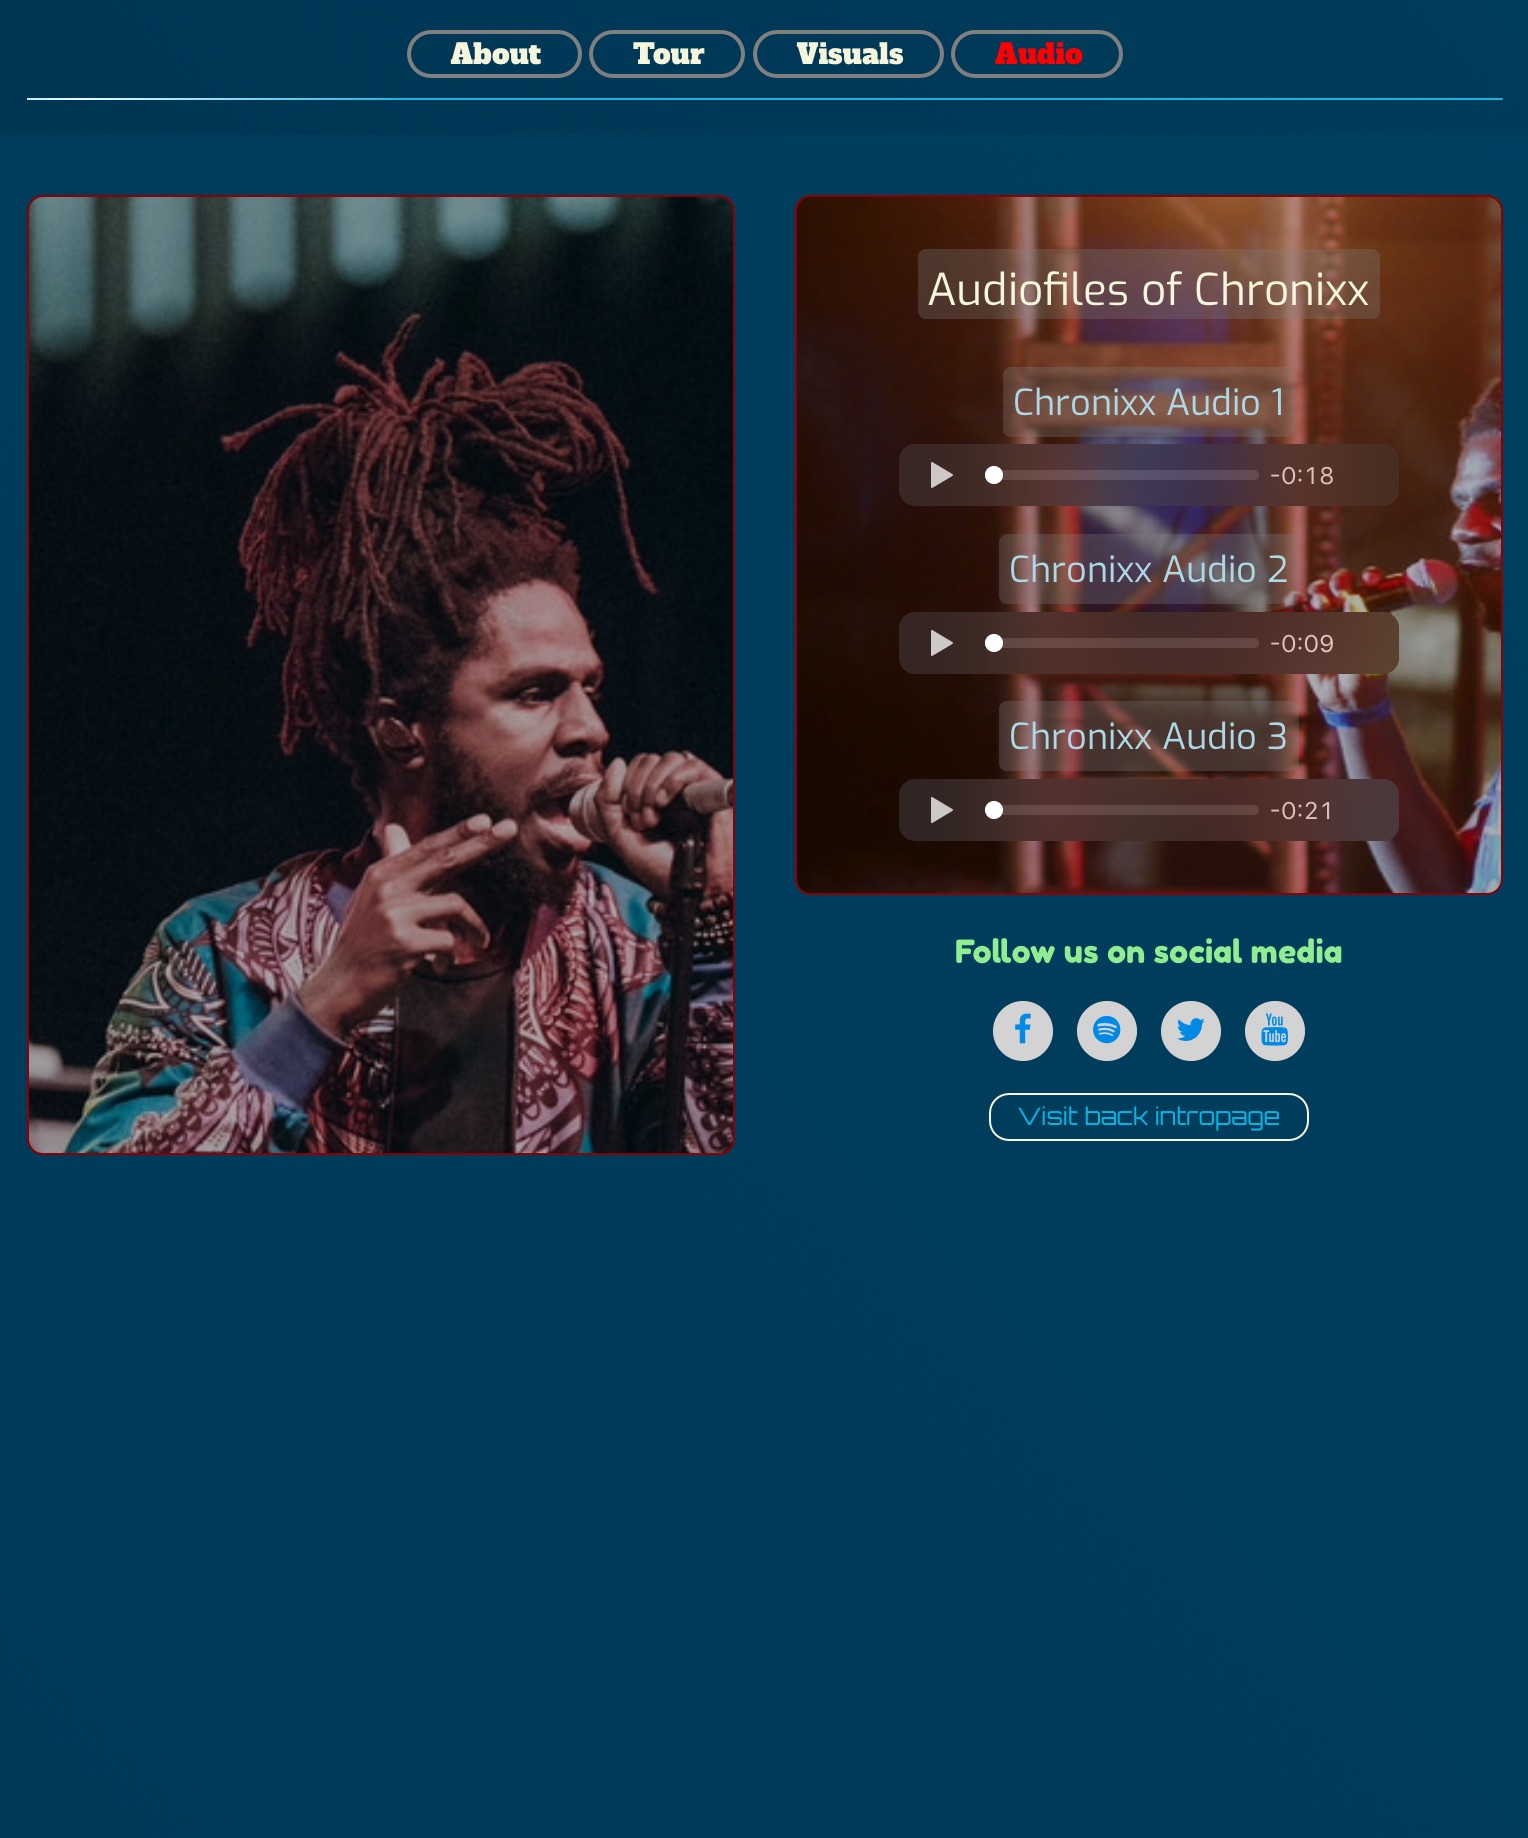 About Tour Visuals Audio
Audiofiles of Chronixx
Chronixx Audio 1
-0:18
Chronixx Audio 2
-0:09
Chronixx Audio 3
-0:21
Follow us on social media
You
Tube
Visit back intropage